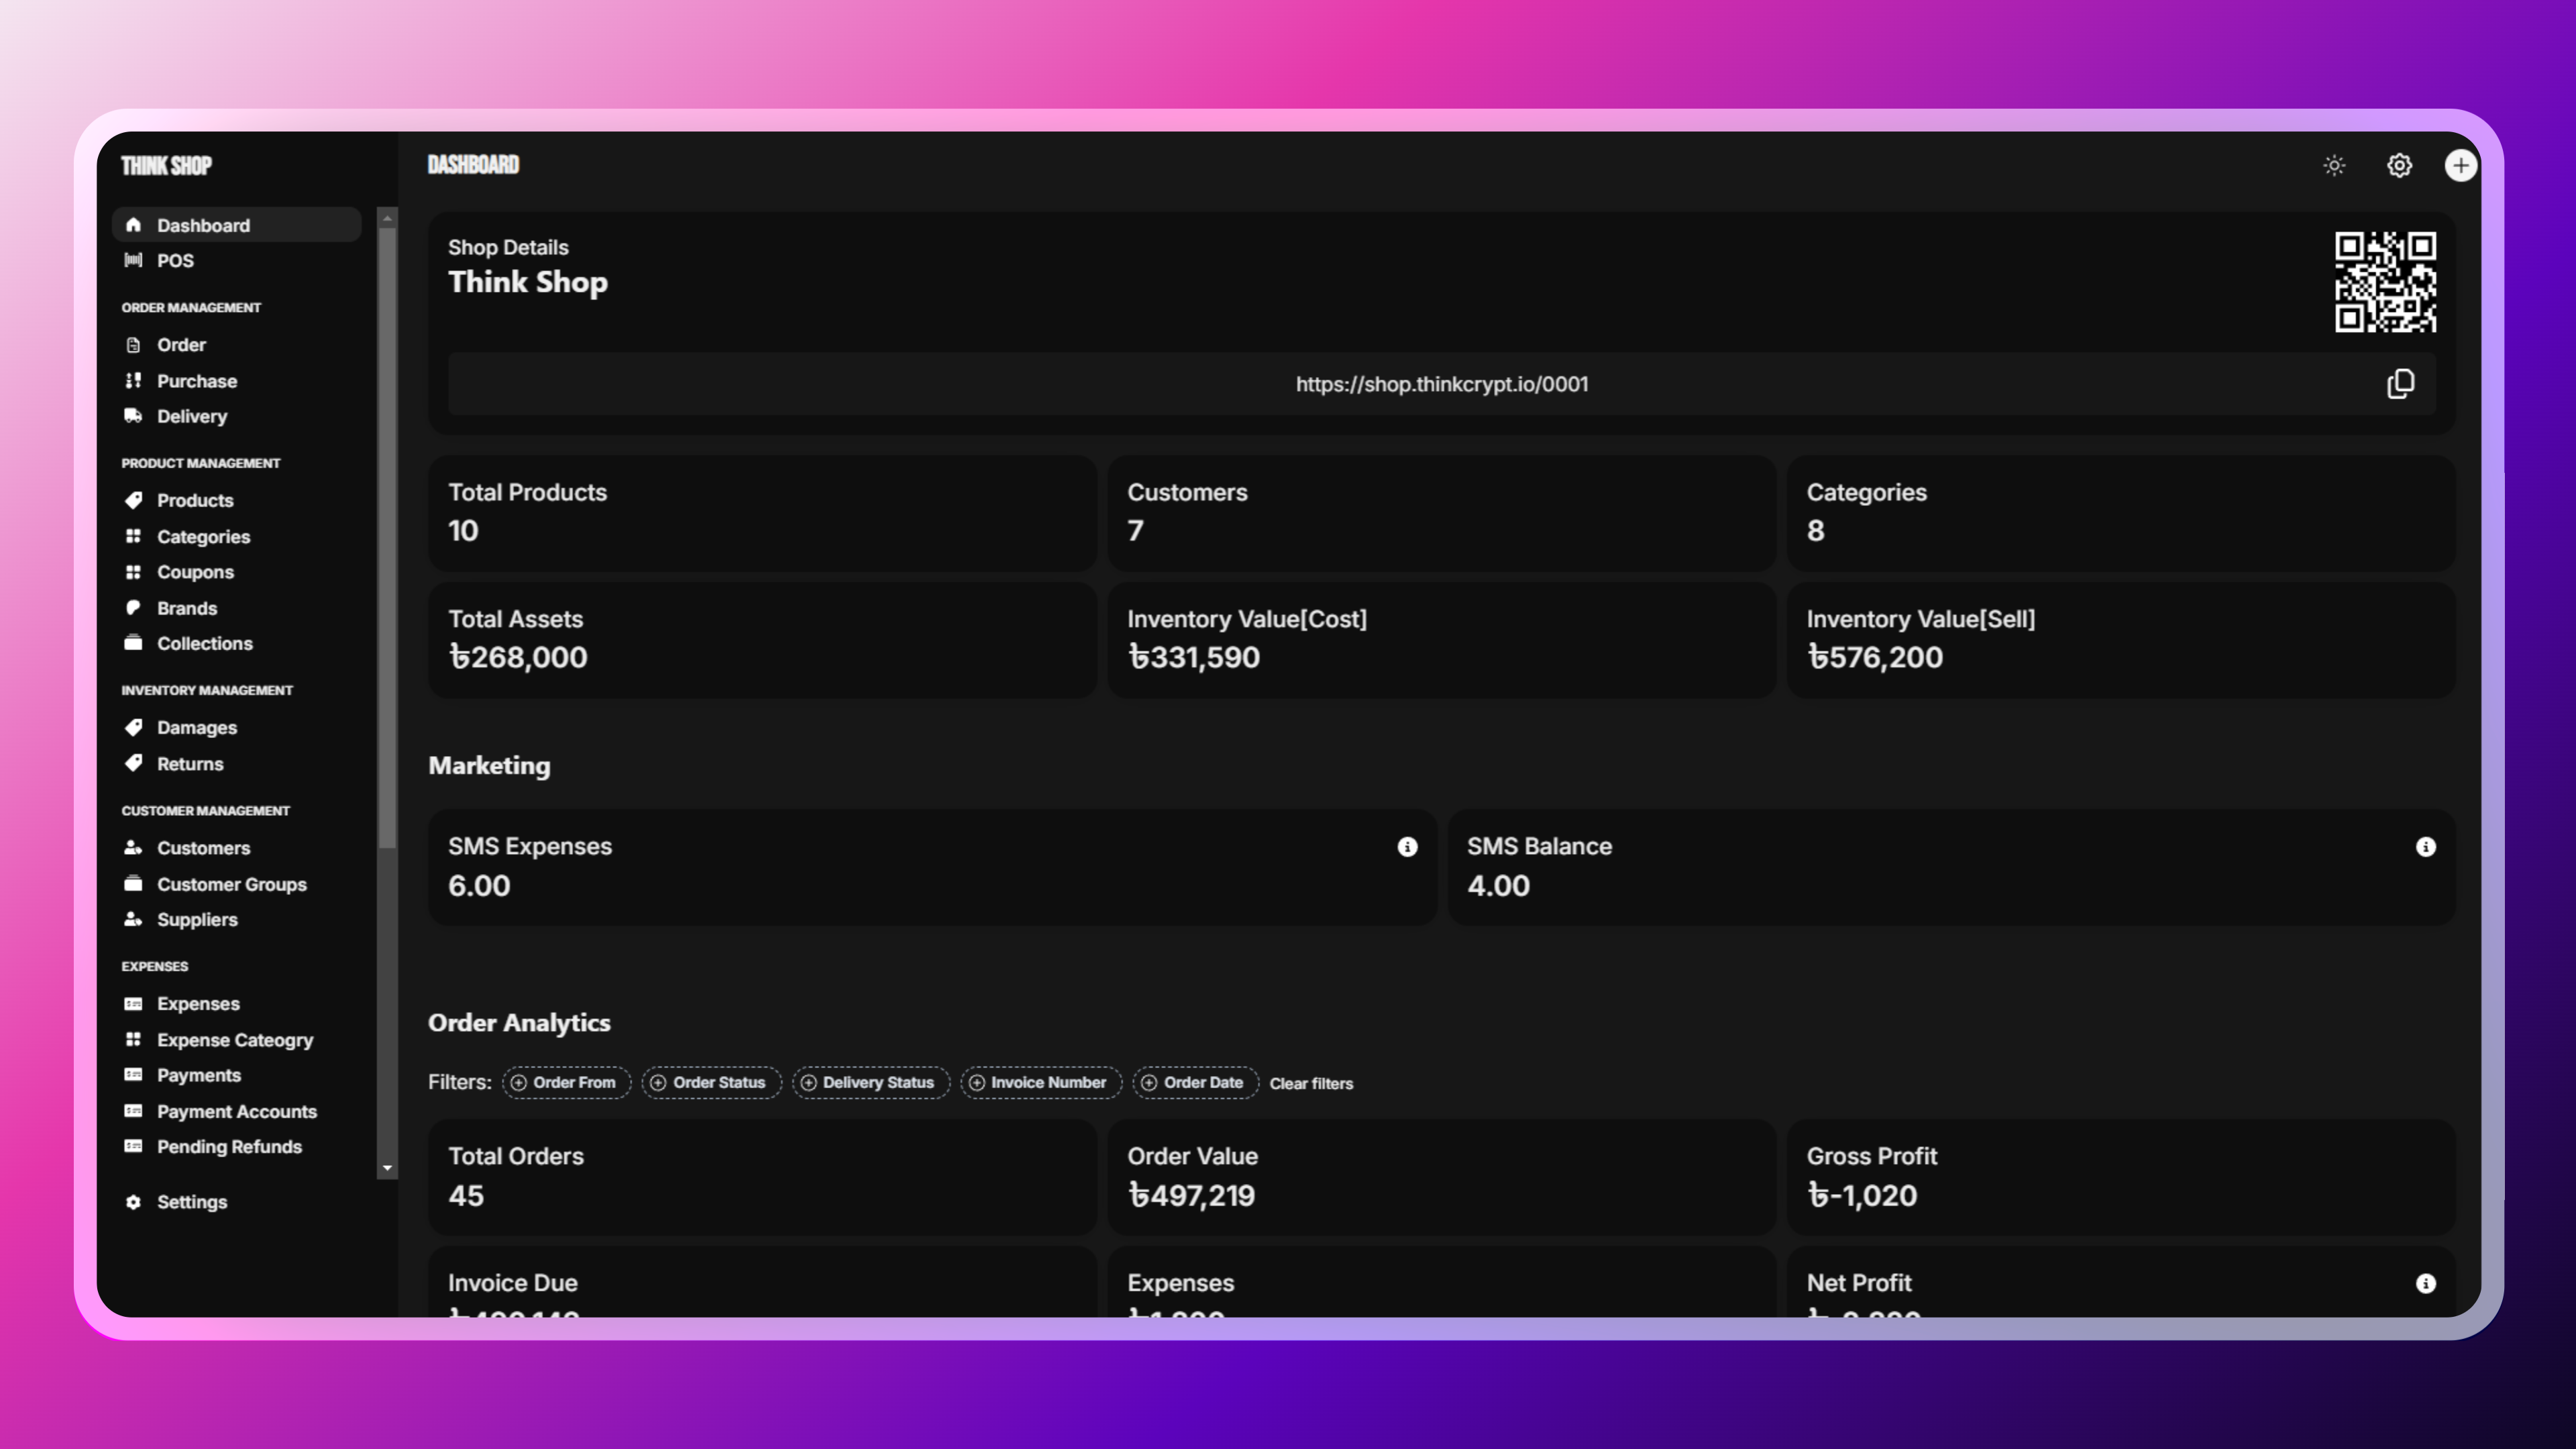 THINK SHOP
Dashboard
POS
ORDER MANAGEMENT
Order
Purchase
Delivery
PRODUCT MANAGEMENT
Products
Categories
Coupons
Brands
Collections
INVENTORY MANAGEMENT
Damages
Returns
CUSTOMER MANAGEMENT
Customers
Customer Groups
Suppliers
EXPENSES
Expenses
Expense Cateogry
Payments
Payment Accounts
Pending Refunds
Settings
DASHBOARD
Shop Details
Think Shop
https://shop.thinkcrypt.io/0001
Total Products
10
Customers
7
Categories
8
Total Assets
৳268,000
Inventory Value[Cost]
৳331,590
Inventory Value[Sell]
৳576,200
Marketing
SMS Expenses
6.00
SMS Balance
4.00
Order Analytics
Filters: Order From Order Status Delivery Status Invoice Number Order Date Clear filters
Total Orders
45
Order Value
৳497,219
Gross Profit
৳-1,020
Invoice Due
Expenses
Net Profit